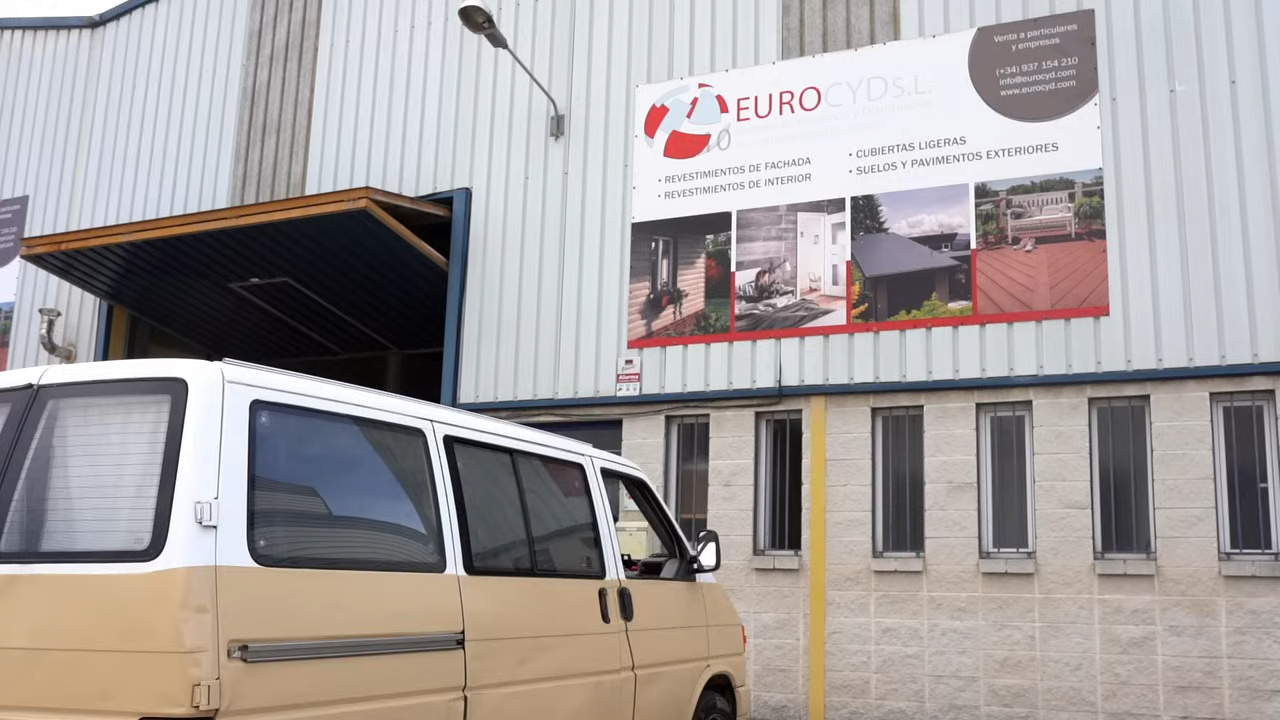 EUROCYD S.L.
Venta a particulares
y empresas
(+34) 937 154 210
info@eurocyd.com
www.eurocyd.com
• REVESTIMIENTOS DE FACHADA
• REVESTIMIENTOS DE INTERIOR
• CUBIERTAS LIGERAS
• SUELOS Y PAVIMENTOS EXTERIORES
Alarma